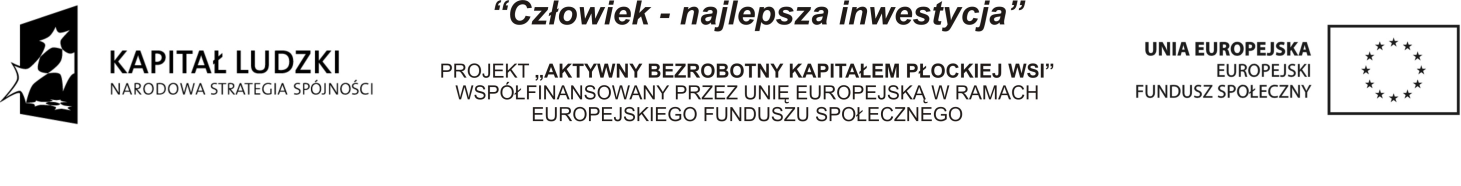 “Człowiek - najlepsza inwestycja”
KAPITAŁ LUDZKI
NARODOWA STRATEGIA SPÓJNOŚCI
PROJEKT „AKTYWNY BEZROBOTNY KAPITAŁEM PŁOCKIEJ WSI”
WSPÓŁFINANSOWANY PRZEZ UNIĘ EUROPEJSKĄ W RAMACH
EUROPEJSKIEGO FUNDUSZU SPOŁECZNEGO
UNIA EUROPEJSKA
EUROPEJSKI
FUNDUSZ SPOŁECZNY